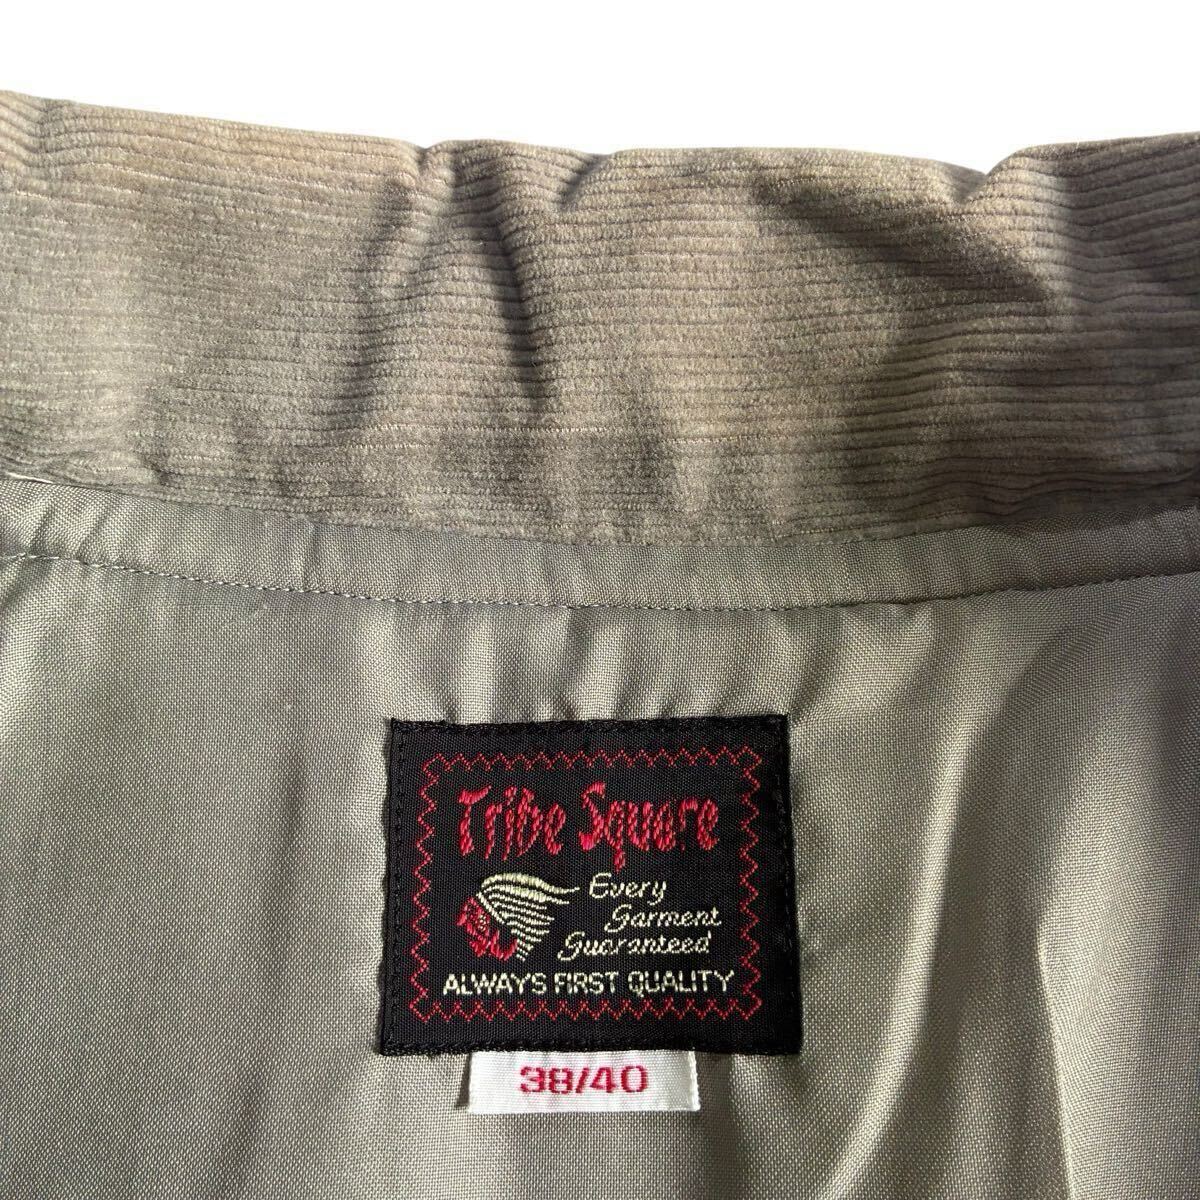 Tribe Square
Every
Garment
Guaranteed
ALWAYS FIRST QUALITY
38/40